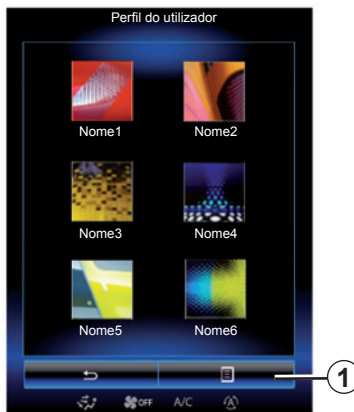 Perfil do utilizador
Nome1 Nome2
Nome3 Nome4
Nome5 Nome6
1
OFF A/C A